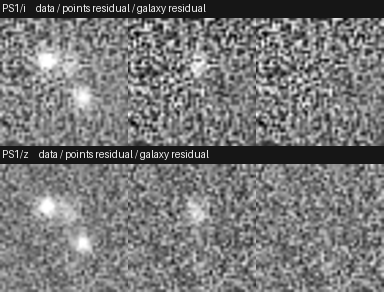 PS1/i data / points residual / galaxy residual
PS1/z data / points residual / galaxy residual